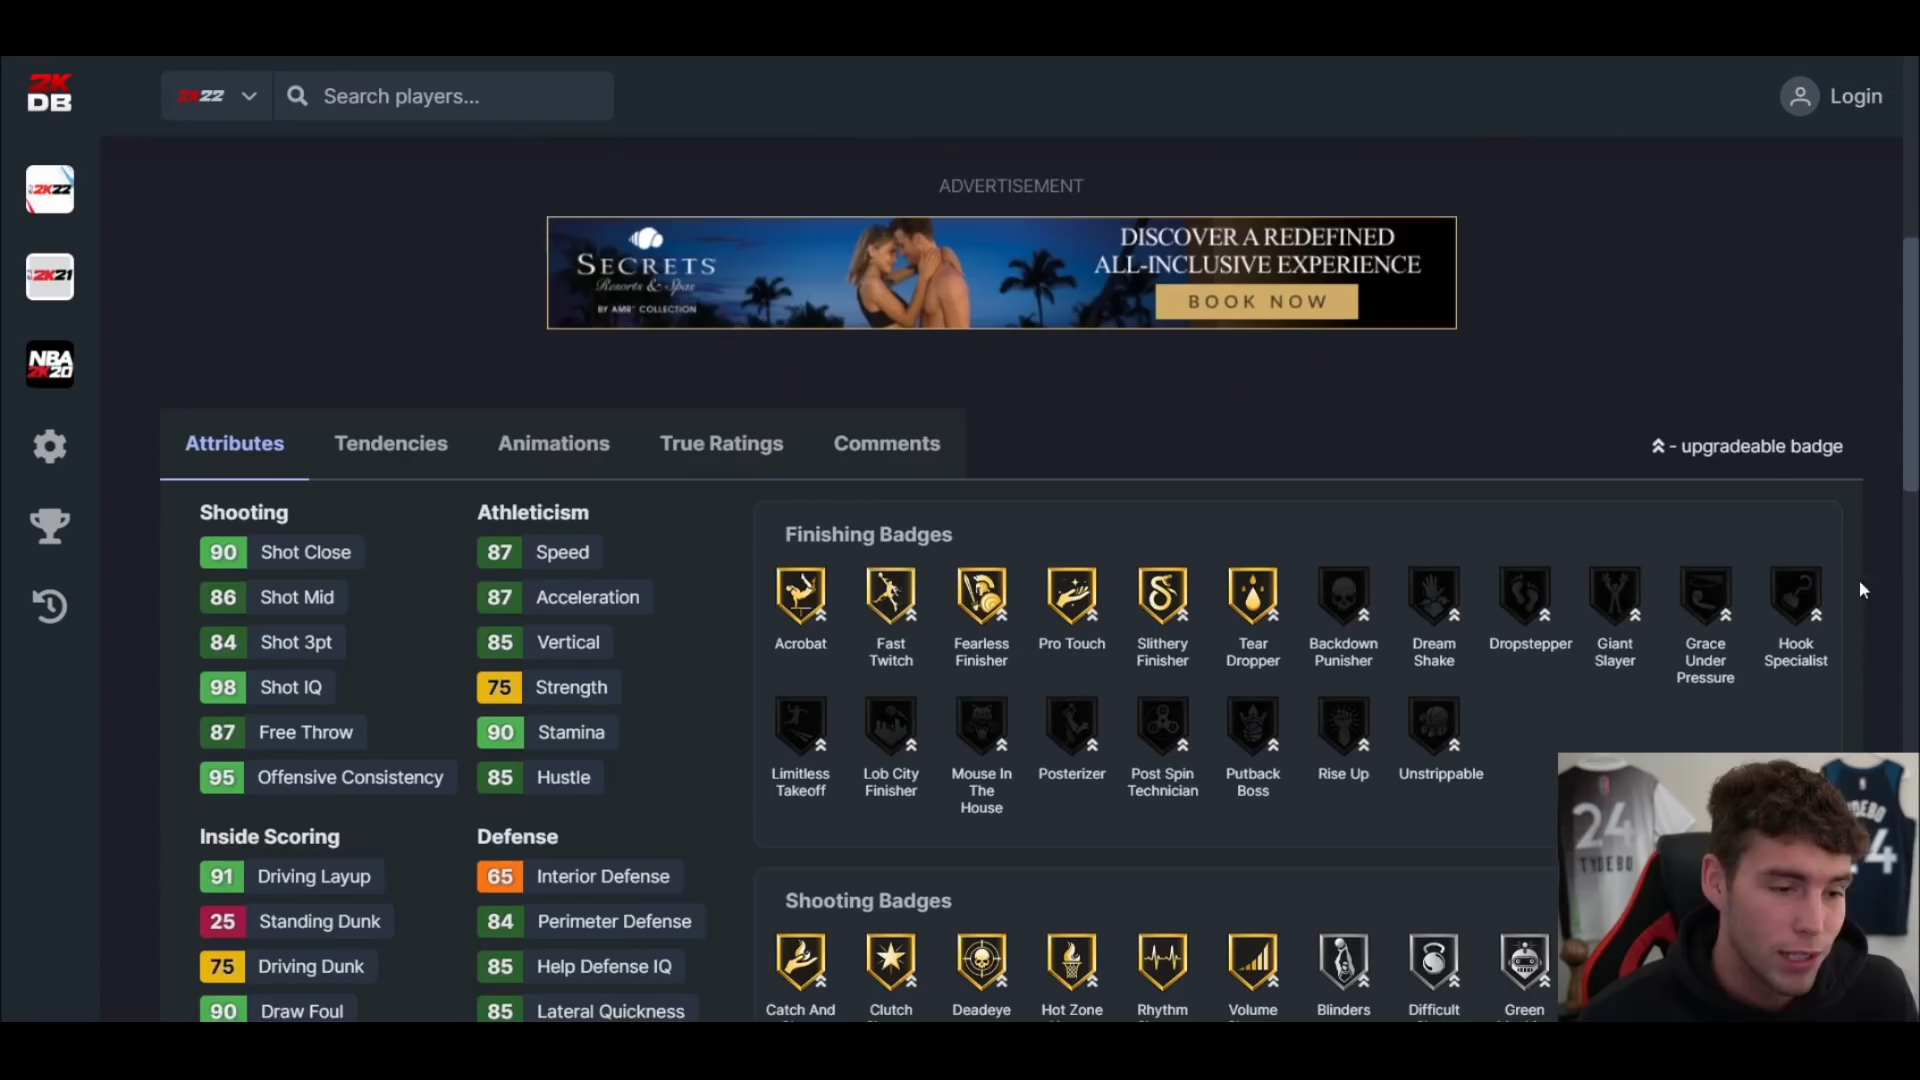 2K
DB
2K22
Search players...
Login
2K22
2K21
NBA
2K20
ADVERTISEMENT
SECRETS
Resorts & Spas
BY AMR COLLECTION
DISCOVER A REDEFINED
ALL-INCLUSIVE EXPERIENCE
BOOK NOW
Attributes
Tendencies
Animations
True Ratings
Comments
- upgradeable badge
Shooting
90 Shot Close
86 Shot Mid
84 Shot 3pt
98 Shot IQ
87 Free Throw
95 Offensive Consistency
Inside Scoring
91 Driving Layup
25 Standing Dunk
75 Driving Dunk
90 Draw Foul
Athleticism
87 Speed
87 Acceleration
85 Vertical
75 Strength
90 Stamina
85 Hustle
Defense
65 Interior Defense
84 Perimeter Defense
85 Help Defense IQ
85 Lateral Quickness
Finishing Badges
Acrobat
Fast
Twitch
Fearless
Finisher
Pro Touch
Slithery
Finisher
Tear
Dropper
Backdown
Punisher
Dream
Shake
Dropstepper
Giant
Slayer
Grace
Under
Pressure
Hook
Specialist
Limitless
Takeoff
Lob City
Finisher
Mouse In
The
House
Posterizer
Post Spin
Technician
Putback
Boss
Rise Up
Unstrippable
Shooting Badges
Catch And
Clutch
Deadeye
Hot Zone
Rhythm
Volume
Blinders
Difficult
Green
24
TYDEBO
4